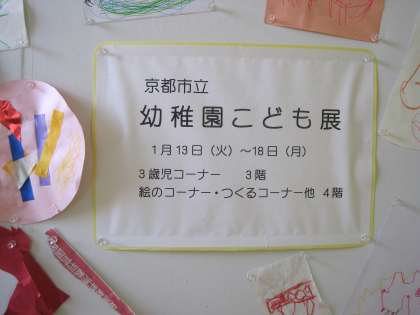 京都市立
幼稚園こども展
1月13日（火）～18日（月）
3歳児コーナー　3階
絵のコーナー・つくるコーナー他 4階